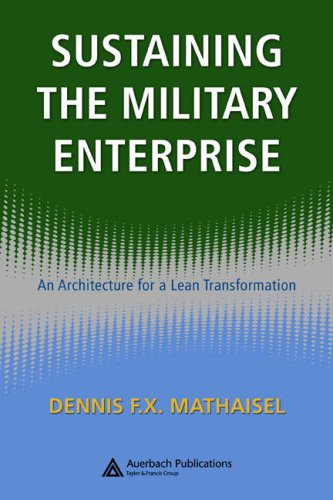 SUSTAINING
THE MILITARY
ENTERPRISE
An Architecture for a Lean Transformation
DENNIS F.X. MATHAISEL
Auerbach Publications
Taylor & Francis Group